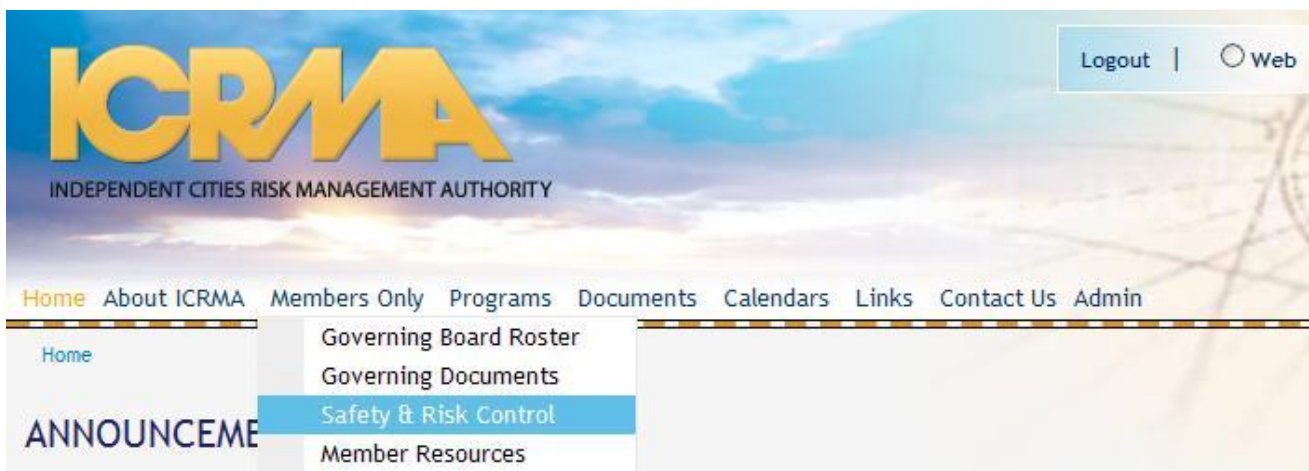 ICRMA
Logout | Web
INDEPENDENT CITIES RISK MANAGEMENT AUTHORITY
Home About ICRMA Members Only Programs Documents Calendars Links Contact Us Admin
Home
Governing Board Roster
Governing Documents
Safety & Risk Control
Member Resources
ANNOUNCEME